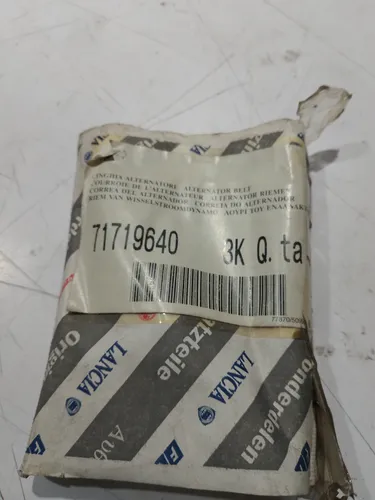 CINGHIA ALTERNATORE ALTERNATOR BELT
COURROIE DE L'ALTERNATEUR ALTERNATOR RIEMEN
CORREA DEL ALTERNADOR CORREIA DO ALTERNADOR
RIEM VAN WISSELSTROOMDYNAMO
71719640 3K Q.ta
LANCIA
LANCIA